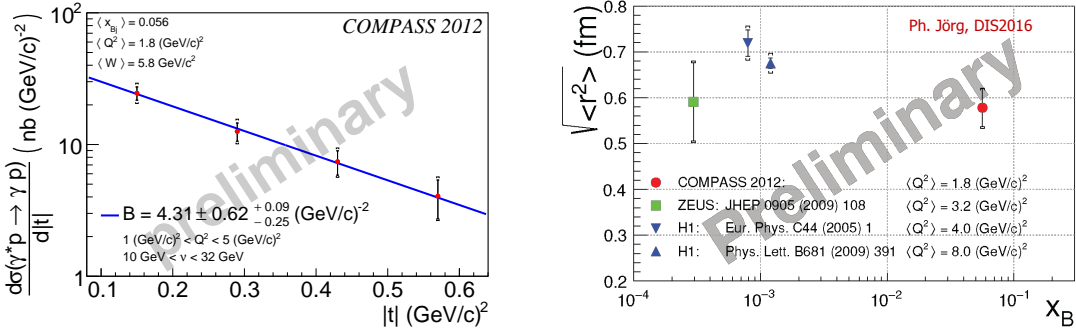 COMPASS 2012
⟨ x_Bj ⟩ = 0.056
⟨ Q² ⟩ = 1.8 (GeV/c)⁻²
⟨ W ⟩ = 5.8 GeV/c²
dσ(γ*p → γ p)
d|t|
( nb (GeV/c)⁻² )
10²
10
1
preliminary
B = 4.31 ± 0.62 +0.09 −0.25 (GeV/c)⁻²
1 (GeV/c)² < Q² < 5 (GeV/c)²
10 GeV < ν < 32 GeV
0.1 0.2 0.3 0.4 0.5 0.6
|t| (GeV/c)²
Ph. Jörg, DIS2016
√<r²> (fm)
0.8
0.7
0.6
0.5
0.4
0.3
0.2
Preliminary
COMPASS 2012: ⟨Q²⟩ = 1.8 (GeV/c)²
ZEUS: JHEP 0905 (2009) 108 ⟨Q²⟩ = 3.2 (GeV/c)²
H1: Eur. Phys. C44 (2005) 1 ⟨Q²⟩ = 4.0 (GeV/c)²
H1: Phys. Lett. B681 (2009) 391 ⟨Q²⟩ = 8.0 (GeV/c)²
10⁻⁴ 10⁻³ 10⁻² 10⁻¹
x_B